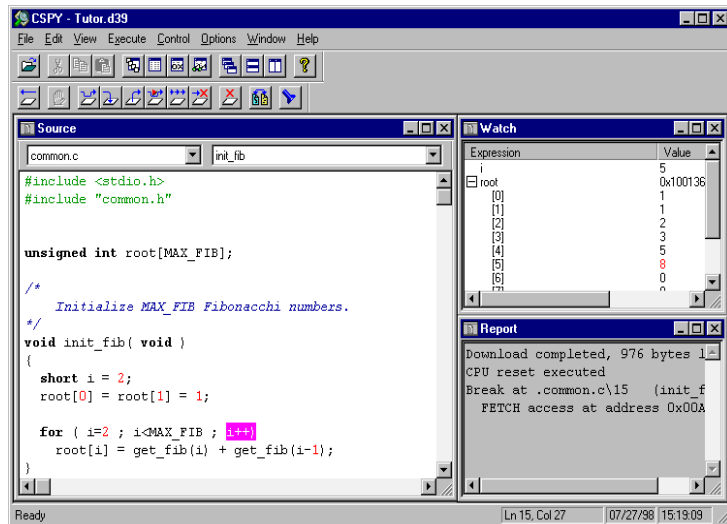 CSPY - Tutor.d39
File Edit View Execute Control Options Window Help
Source
common.c init_fib
#include <stdio.h>
#include "common.h"
unsigned int root[MAX_FIB];
/*
Initialize MAX_FIB Fibonacchi numbers.
*/
void init_fib( void )
{
short i = 2;
root[0] = root[1] = 1;
for ( i=2 ; i<MAX_FIB ; i++)
root[i] = get_fib(i) + get_fib(i-1);
}
Watch
Expression Value
i 5
root 0x100136
[0] 1
[1] 1
[2] 2
[3] 3
[4] 5
[5] 8
[6] 0
Report
Download completed, 976 bytes l
CPU reset executed
Break at .common.c\15 (init_f
FETCH access at address 0x00A
Ready Ln 15, Col 27 07/27/98 15:19:09